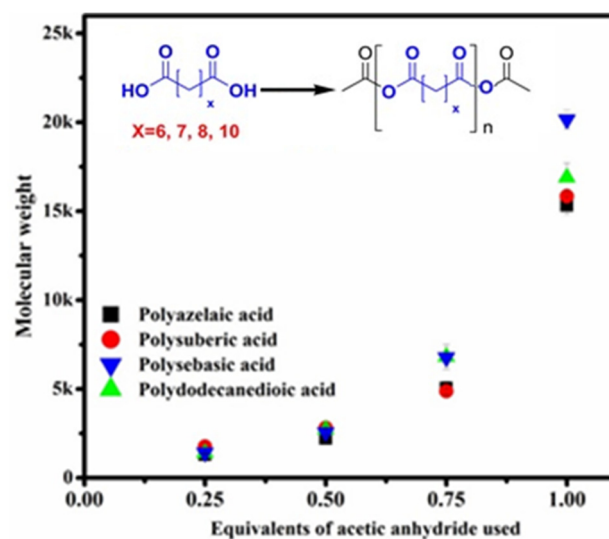 25k
20k
15k
10k
5k
0
0.00
0.25
0.50
0.75
1.00
Molecular weight
Equivalents of acetic anhydride used
O
O
HO
OH
x
X=6, 7, 8, 10
O
O
O
O
O
O
x
n
Polyazelaic acid
Polysuberic acid
Polysebasic acid
Polydodecanedioic acid